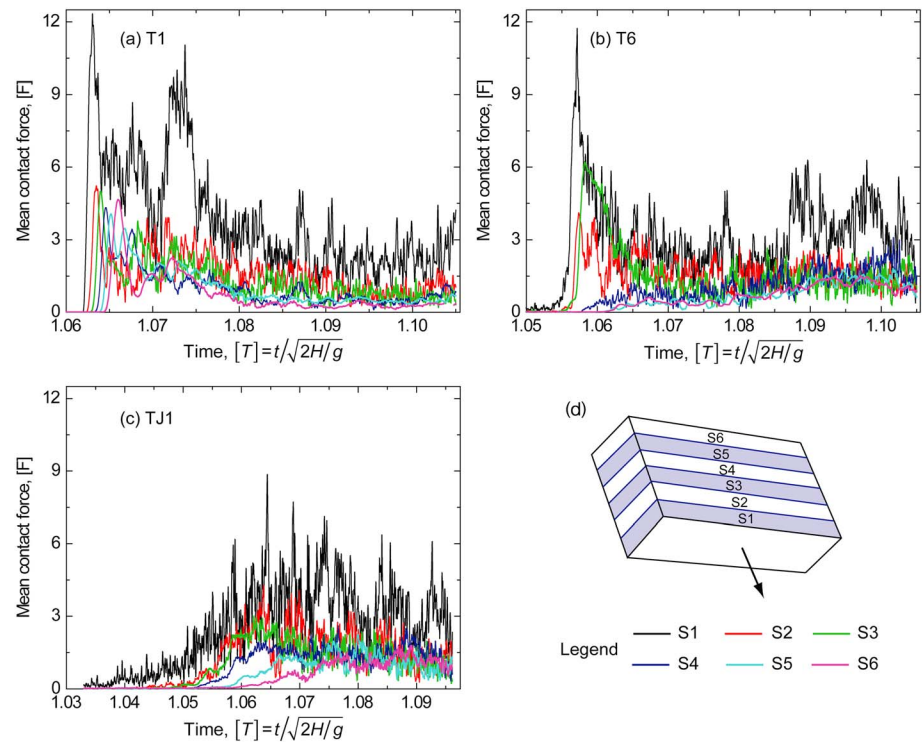 (a) T1
Mean contact force, [F]
12
9
6
3
0
1.06 1.07 1.08 1.09 1.10
Time, [T]=t/√2H/g
(b) T6
Mean contact force, [F]
12
9
6
3
0
1.05 1.06 1.07 1.08 1.09 1.10
Time, [T]=t/√2H/g
(c) TJ1
Mean contact force, [F]
12
9
6
3
0
1.03 1.04 1.05 1.06 1.07 1.08 1.09
Time, [T]=t/√2H/g
(d)
S6
S5
S4
S3
S2
S1
Legend
S1 S2 S3
S4 S5 S6